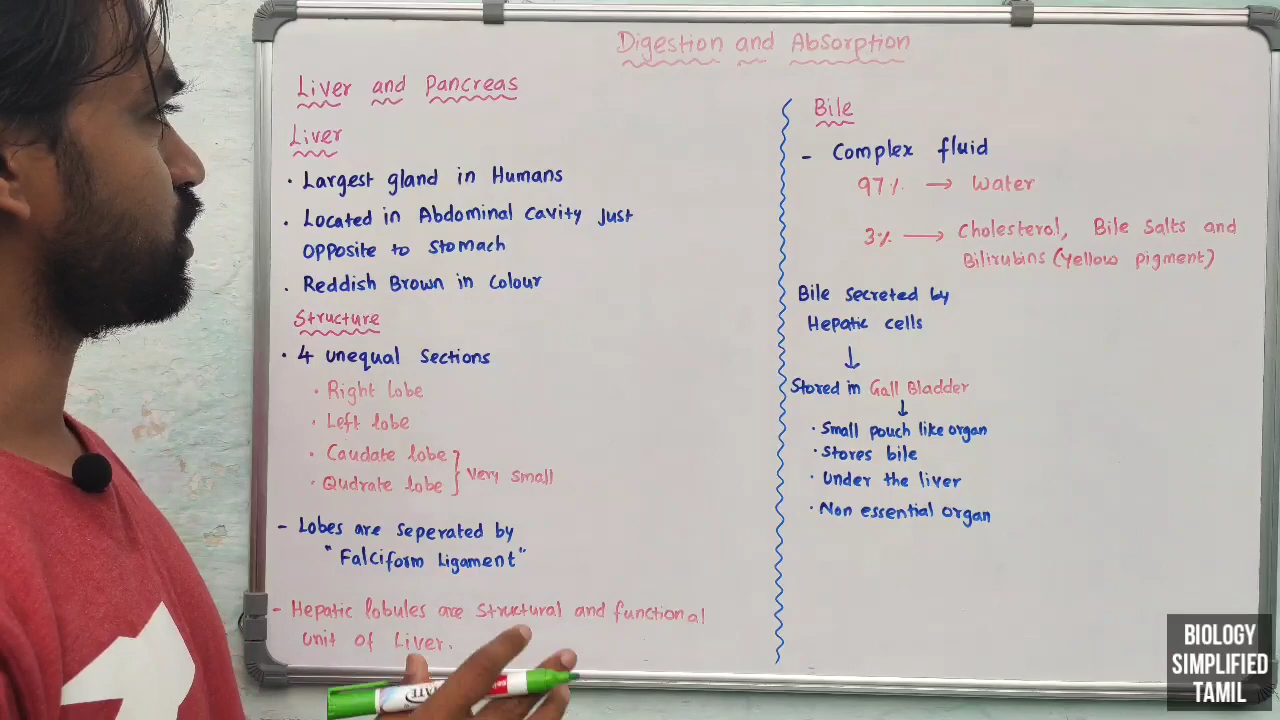 Digestion and Absorption
Liver and Pancreas
Liver
· Largest gland in Humans
· Located in Abdominal cavity just
opposite to stomach
· Reddish Brown in Colour
Structure
· 4 unequal sections
· Right lobe
· Left lobe
· Caudate lobe
· Qudrate lobe
Very small
- Lobes are seperated by
"Falciform Ligament"
- Hepatic lobules are structural and functional
unit of Liver.
Bile
- Complex fluid
97% → Water
3% → Cholesterol, Bile Salts and
Bilirubins (Yellow pigment)
Bile secreted by
Hepatic cells
↓
Stored in Gall Bladder
↓
· Small pouch like organ
· Stores bile
· Under the liver
· Non essential organ
BIOLOGY
SIMPLIFIED
TAMIL